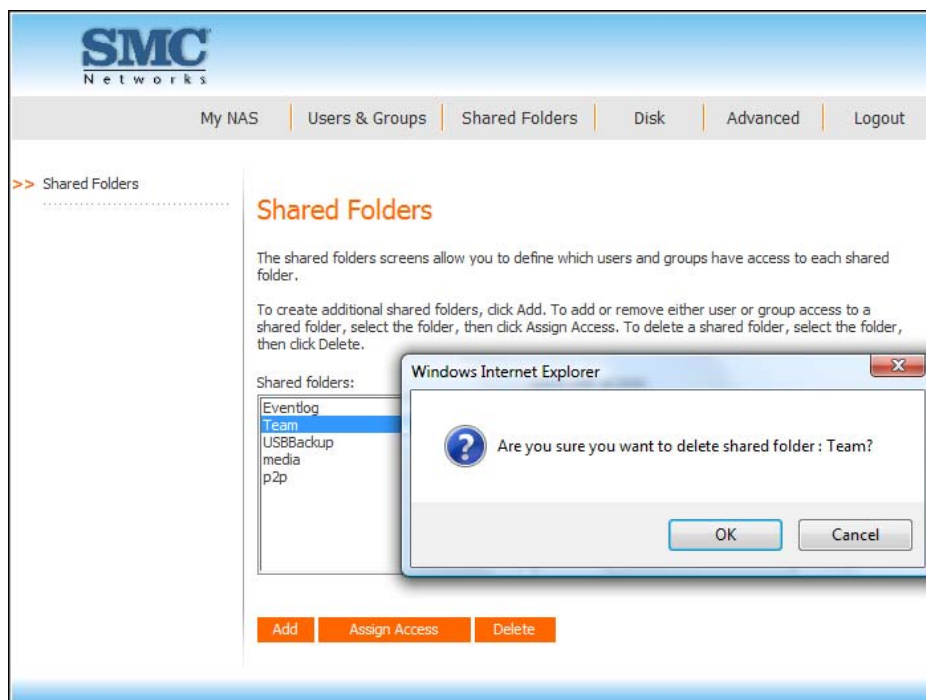 SMC
Networks
My NAS Users & Groups Shared Folders Disk Advanced Logout
>> Shared Folders
Shared Folders
The shared folders screens allow you to define which users and groups have access to each shared
folder.
To create additional shared folders, click Add. To add or remove either user or group access to a
shared folder, select the folder, then click Assign Access. To delete a shared folder, select the folder,
then click Delete.
Shared folders:
Eventlog
Team
USBBackup
media
p2p
Windows Internet Explorer
Are you sure you want to delete shared folder : Team?
OK Cancel
Add Assign Access Delete